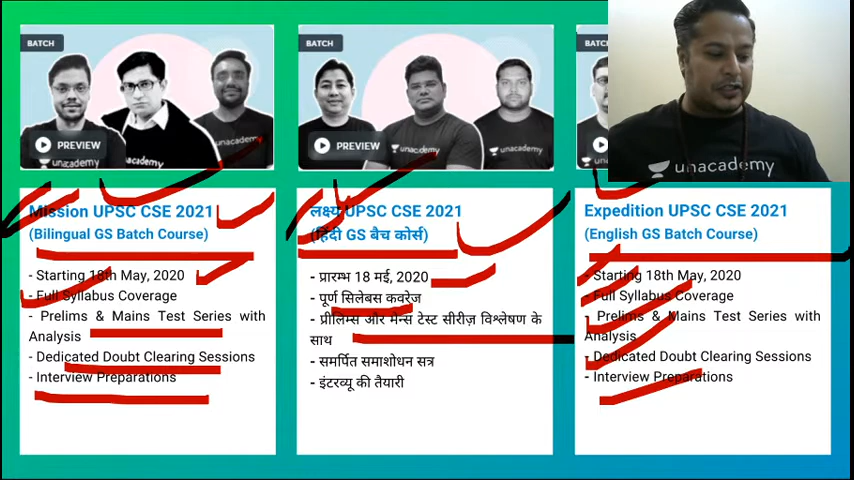 BATCH
PREVIEW
unacademy
unacademy
Mission UPSC CSE 2021
(Bilingual GS Batch Course)
- Starting 18th May, 2020
- Full Syllabus Coverage
- Prelims & Mains Test Series with
Analysis
- Dedicated Doubt Clearing Sessions
- Interview Preparations
BATCH
PREVIEW
unacademy
unacademy
लक्ष्य UPSC CSE 2021
(हिंदी GS बैच कोर्स)
- प्रारम्भ 18 मई, 2020
- पूर्ण सिलेबस कवरेज
- प्रीलिम्स और मेन्स टेस्ट सीरीज़ विश्लेषण के
साथ
- समर्पित समाशोधन सत्र
- इंटरव्यू की तैयारी
BATCH
unacademy
Expedition UPSC CSE 2021
(English GS Batch Course)
- Starting 18th May, 2020
- Full Syllabus Coverage
- Prelims & Mains Test Series with
Analysis
- Dedicated Doubt Clearing Sessions
- Interview Preparations